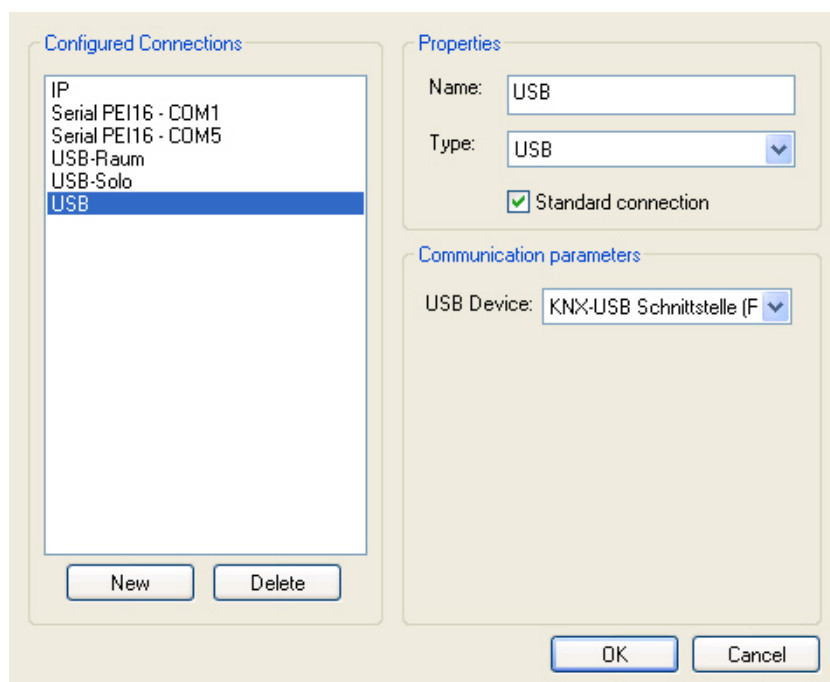 Configured Connections
IP
Serial PEI16 - COM1
Serial PEI16 - COM5
USB-Raum
USB-Solo
USB
New
Delete
Properties
Name:
USB
Type:
USB
Standard connection
Communication parameters
USB Device:
KNX-USB Schnittstelle (F
OK
Cancel